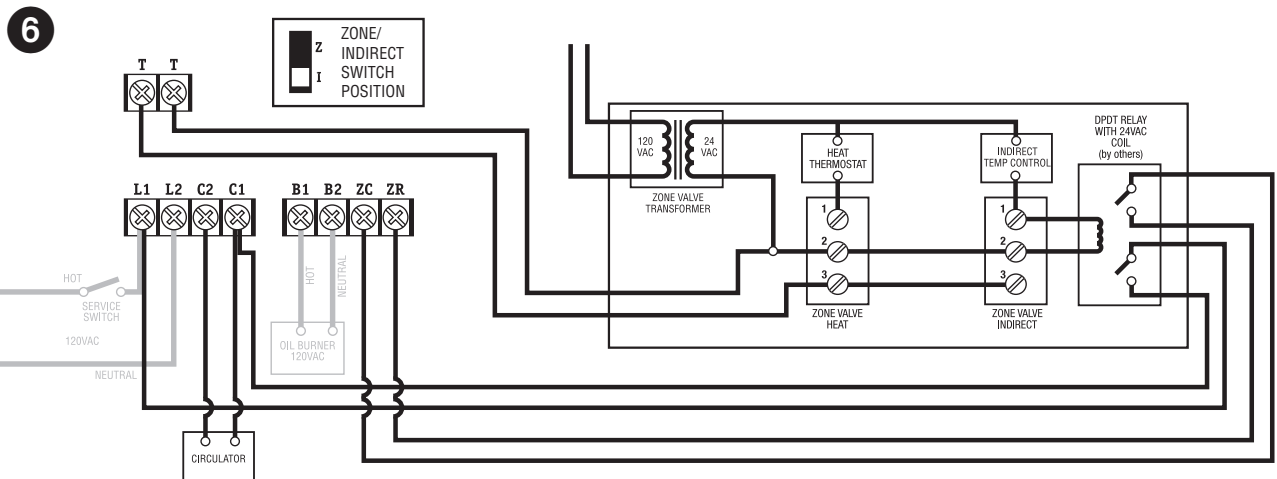 6
ZONE/
INDIRECT
SWITCH
POSITION
Z
I
T T
L1 L2 C2 C1
B1 B2 ZC ZR
HOT
SERVICE
SWITCH
120VAC
NEUTRAL
HOT
NEUTRAL
OIL BURNER
120VAC
CIRCULATOR
120
VAC
24
VAC
ZONE VALVE
TRANSFORMER
HEAT
THERMOSTAT
1
2
3
ZONE VALVE
HEAT
INDIRECT
TEMP CONTROL
1
2
3
ZONE VALVE
INDIRECT
DPDT RELAY
WITH 24VAC
COIL
(by others)